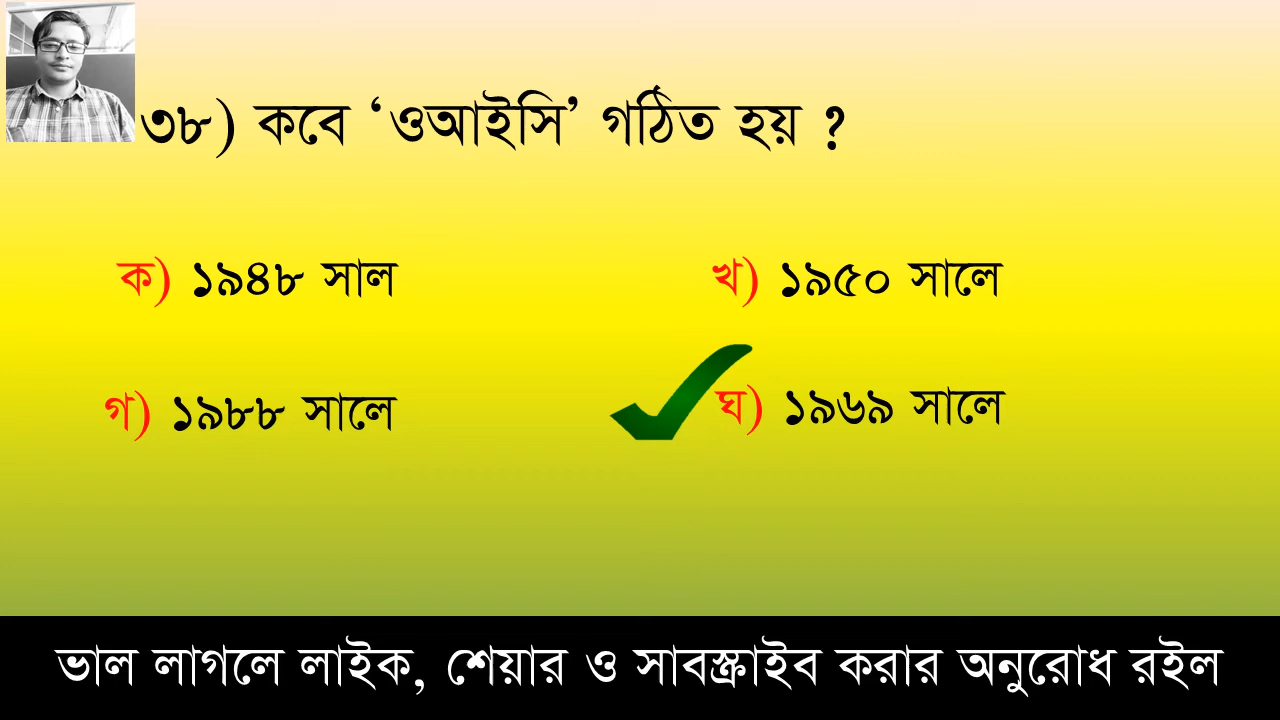 ৩৮) কবে ‘ওআইসি’ গঠিত হয় ?
ক) ১৯৪৮ সাল
খ) ১৯৫০ সালে
গ) ১৯৮৮ সালে
ঘ) ১৯৬৯ সালে
ভাল লাগলে লাইক, শেয়ার ও সাবস্ক্রাইব করার অনুরোধ রইল